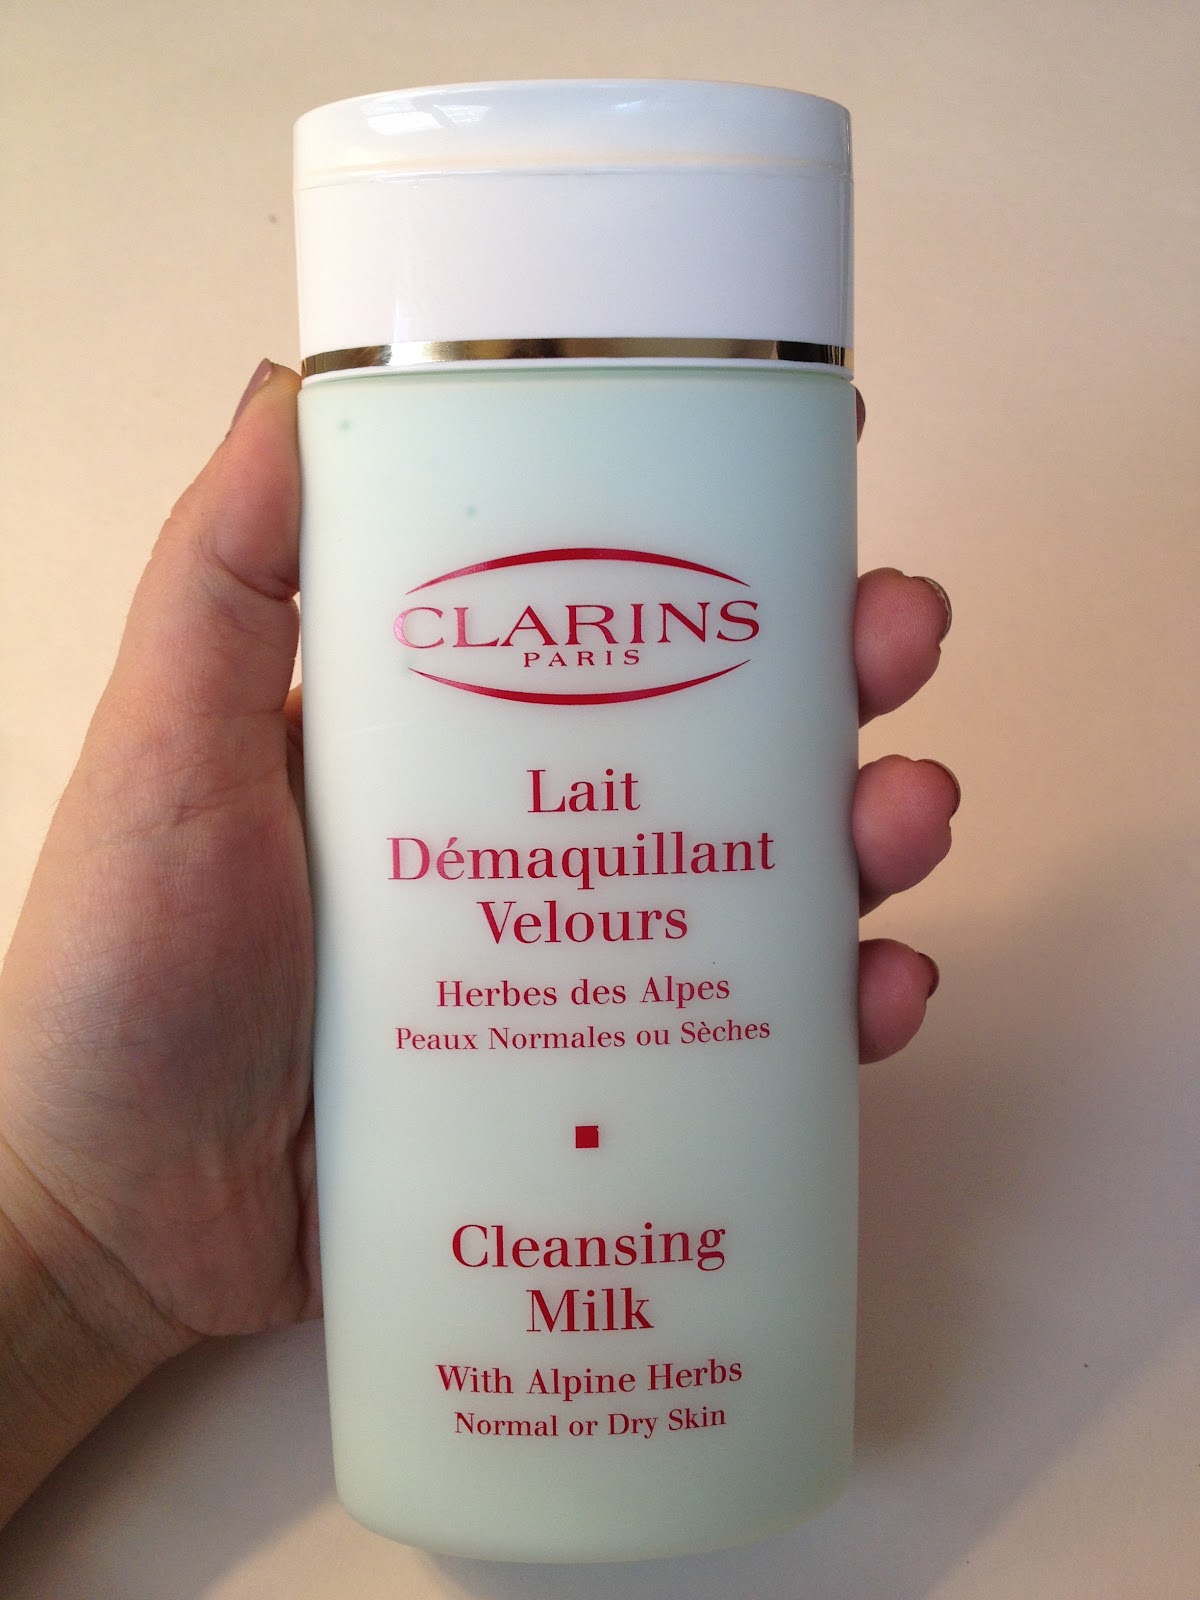 CLARINS
PARIS
Lait
Démaquillant
Velours
Herbes des Alpes
Peaux Normales ou Sèches
Cleansing
Milk
With Alpine Herbs
Normal or Dry Skin